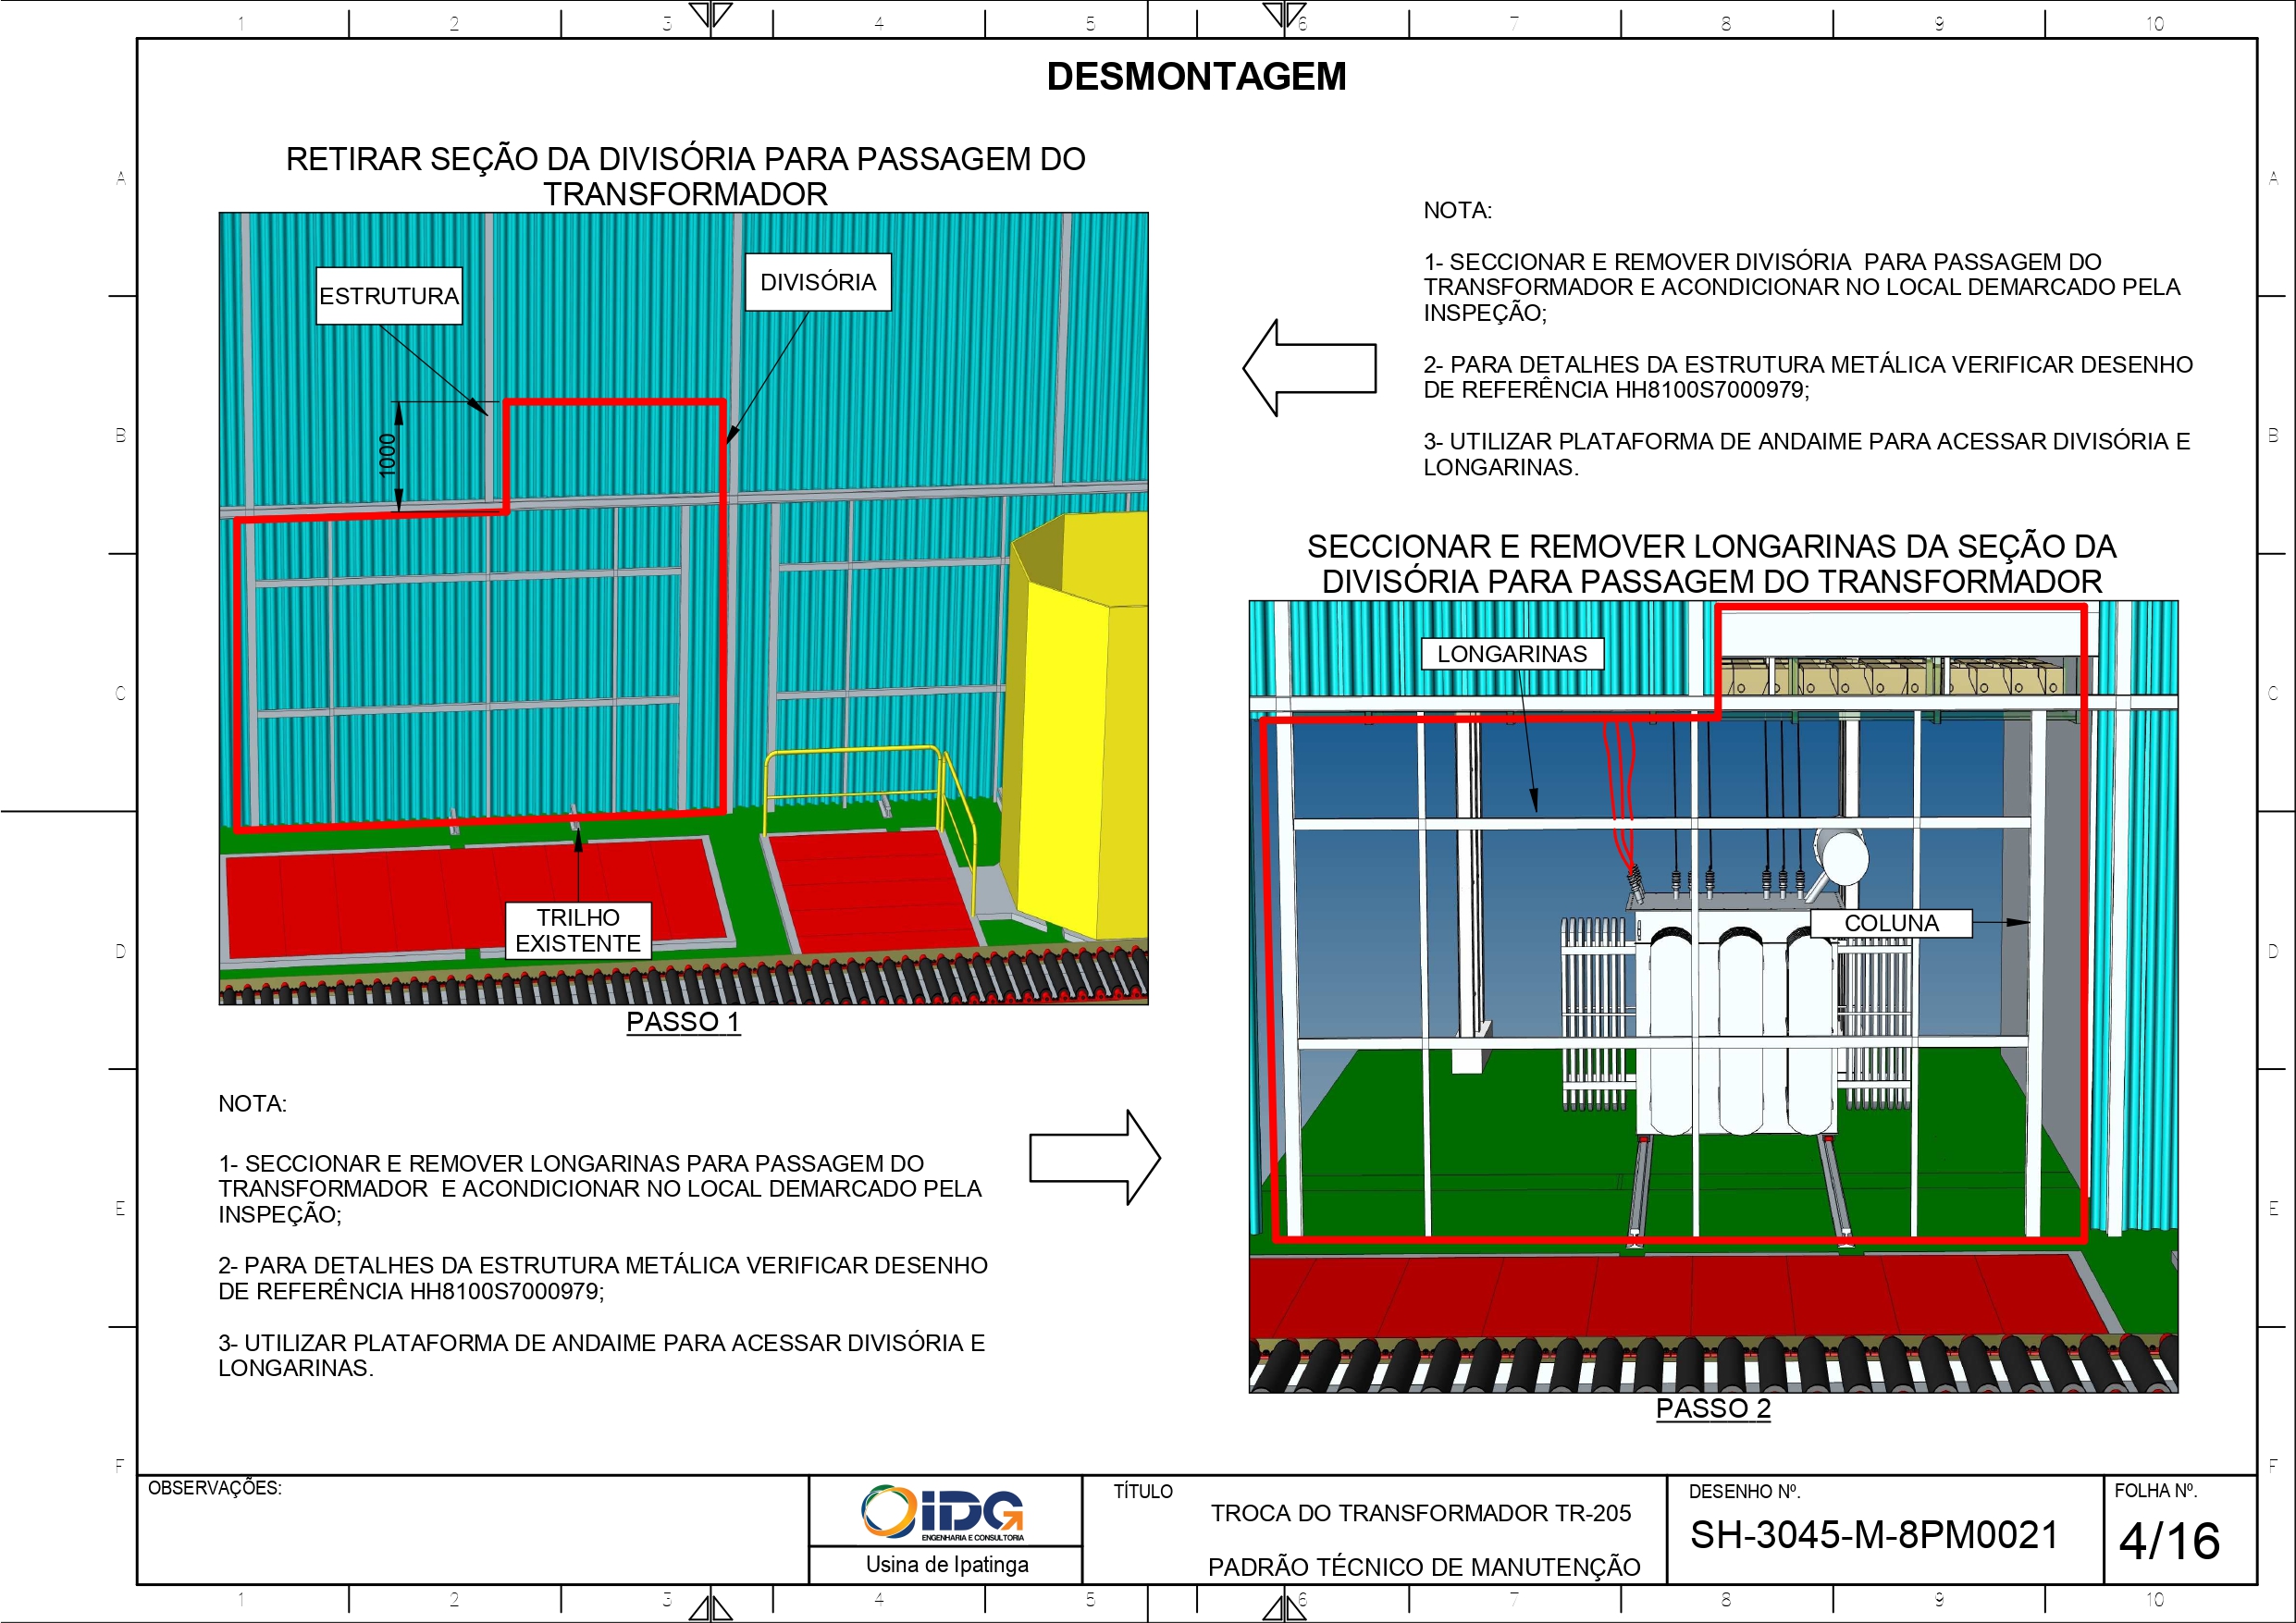 1 2 3 4 5 6 7 8 9 10
DESMONTAGEM
RETIRAR SEÇÃO DA DIVISÓRIA PARA PASSAGEM DO
TRANSFORMADOR
ESTRUTURA
DIVISÓRIA
1000
TRILHO
EXISTENTE
PASSO 1
NOTA:
1- SECCIONAR E REMOVER DIVISÓRIA PARA PASSAGEM DO
TRANSFORMADOR E ACONDICIONAR NO LOCAL DEMARCADO PELA
INSPEÇÃO;
2- PARA DETALHES DA ESTRUTURA METÁLICA VERIFICAR DESENHO
DE REFERÊNCIA HH8100S7000979;
3- UTILIZAR PLATAFORMA DE ANDAIME PARA ACESSAR DIVISÓRIA E
LONGARINAS.
SECCIONAR E REMOVER LONGARINAS DA SEÇÃO DA
DIVISÓRIA PARA PASSAGEM DO TRANSFORMADOR
LONGARINAS
COLUNA
PASSO 2
NOTA:
1- SECCIONAR E REMOVER LONGARINAS PARA PASSAGEM DO
TRANSFORMADOR E ACONDICIONAR NO LOCAL DEMARCADO PELA
INSPEÇÃO;
2- PARA DETALHES DA ESTRUTURA METÁLICA VERIFICAR DESENHO
DE REFERÊNCIA HH8100S7000979;
3- UTILIZAR PLATAFORMA DE ANDAIME PARA ACESSAR DIVISÓRIA E
LONGARINAS.
A A
B B
C C
D D
E E
F F
OBSERVAÇÕES:
IDG
ENGENHARIA E CONSULTORIA
Usina de Ipatinga
TÍTULO
TROCA DO TRANSFORMADOR TR-205
PADRÃO TÉCNICO DE MANUTENÇÃO
DESENHO Nº.
SH-3045-M-8PM0021
FOLHA Nº.
4/16
1 2 3 4 5 6 7 8 9 10